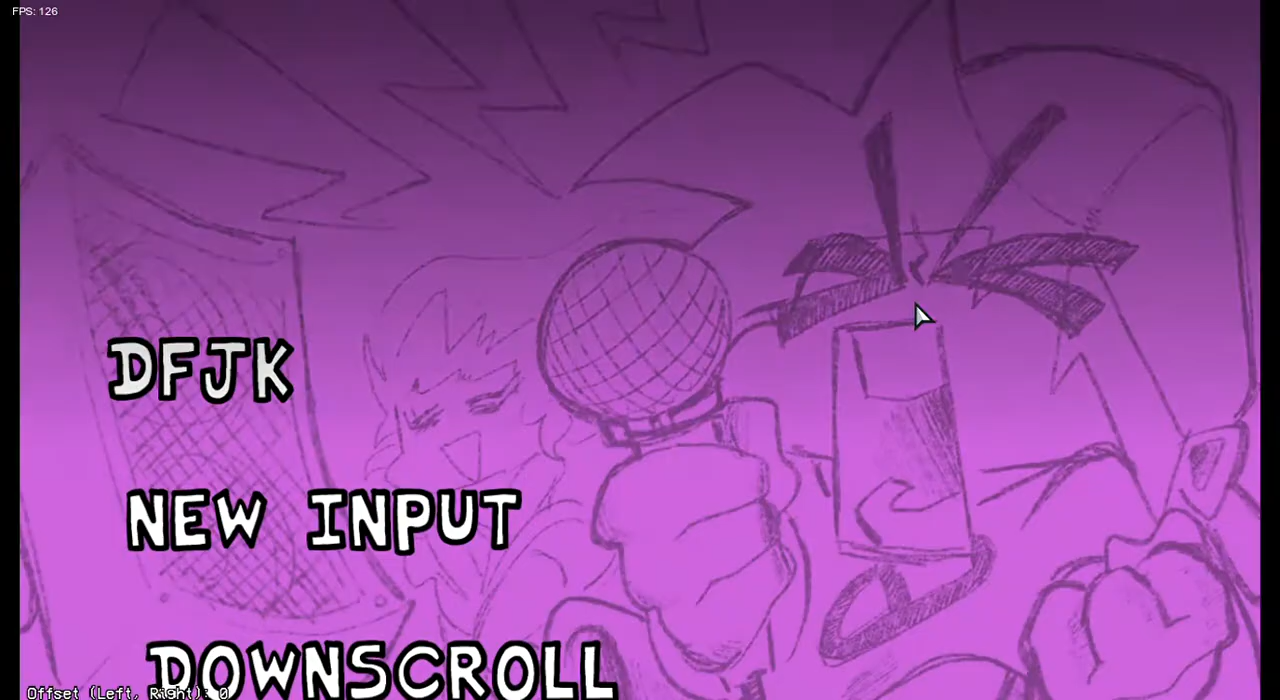 FPS: 126
DFJK
NEW INPUT
DOWNSCROLL
Offset (Left, Right): 0